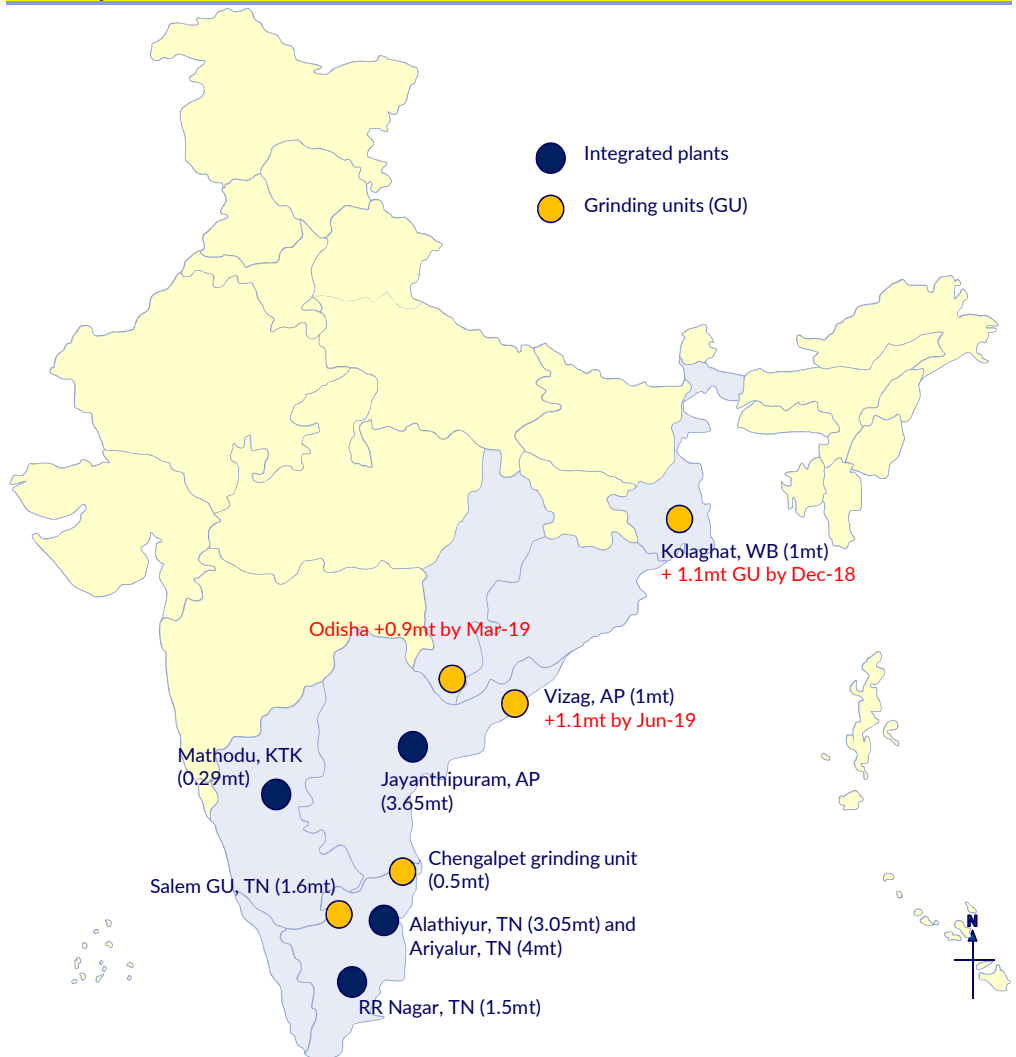 Integrated plants
Grinding units (GU)
Kolaghat, WB (1mt)
+ 1.1mt GU by Dec-18
Odisha +0.9mt by Mar-19
Vizag, AP (1mt)
+1.1mt by Jun-19
Mathodu, KTK
(0.29mt)
Jayanthipuram, AP
(3.65mt)
Chengalpet grinding unit
(0.5mt)
Salem GU, TN (1.6mt)
Alathiyur, TN (3.05mt) and
Ariyalur, TN (4mt)
N
RR Nagar, TN (1.5mt)